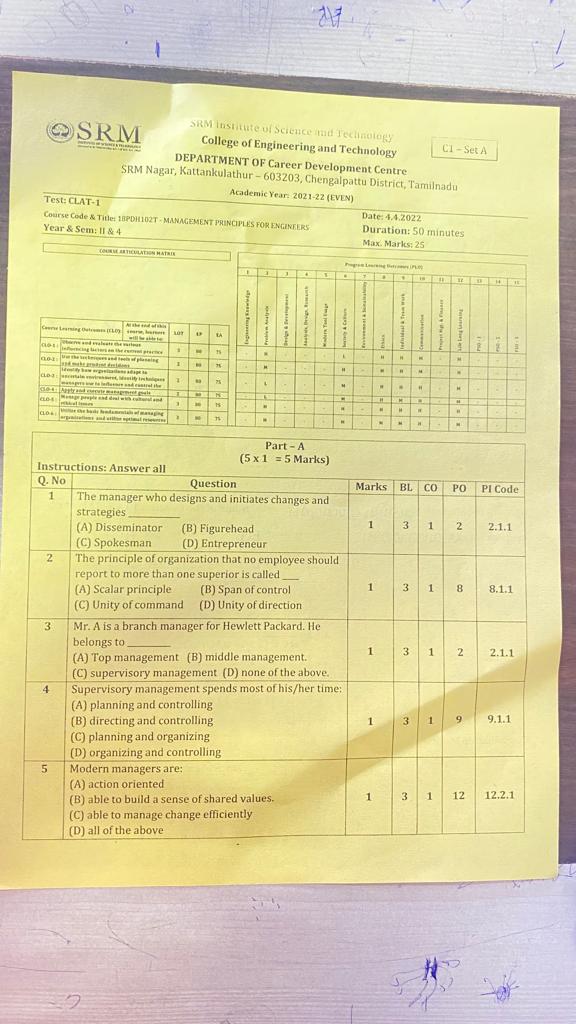 SRM
SRM Institute of Science and Technology
College of Engineering and Technology
DEPARTMENT OF Career Development Centre
SRM Nagar, Kattankulathur – 603203, Chengalpattu District, Tamilnadu
C1 – Set A
Academic Year: 2021-22 (EVEN)
Test: CLAT-1
Date: 4.4.2022
Course Code & Title: 18PDH102T - MANAGEMENT PRINCIPLES FOR ENGINEERS
Duration: 50 minutes
Year & Sem: II & 4
Max. Marks: 25
COURSE ARTICULATION MATRIX
Program Learning Outcomes (PLO)
1 2 3 4 5 6 7 8 9 10 11 12 13 14 15
Course Learning Outcomes (CLO): At the end of this course, learners will be able to:
LOT EP EA
Engineering Knowledge
Problem Analysis
Design & Development
Analysis, Design, Research
Modern Tool Usage
Society & Culture
Environment & Sustainability
Ethics
Individual & Team Work
Communication
Project Mgt. & Finance
Life Long Learning
PSO - 1
PSO - 2
PSO - 3
CLO-1 : Observe and evaluate the various influencing factors on the current practice 3 80 75
CLO-2 : Use the techniques and tools of planning and make prudent decisions 3 80 75
CLO-3 : Identify how organizations adapt to uncertain environment, identify techniques managers use to influence and control the 3 80 75
CLO-4 : Apply and execute management goals 3 80 75
CLO-5 : Manage people and deal with cultural and ethical issues 3 80 75
CLO-6 : Utilize the basic fundamentals of managing organizations and utilize optimal resources 3 80 75
Part – A
(5 x 1 = 5 Marks)
Instructions: Answer all
Q. No Question Marks BL CO PO PI Code
1 The manager who designs and initiates changes and
strategies __________
(A) Disseminator (B) Figurehead
(C) Spokesman (D) Entrepreneur
1 3 1 2 2.1.1
2 The principle of organization that no employee should
report to more than one superior is called ___
(A) Scalar principle (B) Span of control
(C) Unity of command (D) Unity of direction
1 3 1 8 8.1.1
3 Mr. A is a branch manager for Hewlett Packard. He
belongs to ________
(A) Top management (B) middle management.
(C) supervisory management (D) none of the above.
1 3 1 2 2.1.1
4 Supervisory management spends most of his/her time:
(A) planning and controlling
(B) directing and controlling
(C) planning and organizing
(D) organizing and controlling
1 3 1 9 9.1.1
5 Modern managers are:
(A) action oriented
(B) able to build a sense of shared values.
(C) able to manage change efficiently
(D) all of the above
1 3 1 12 12.2.1